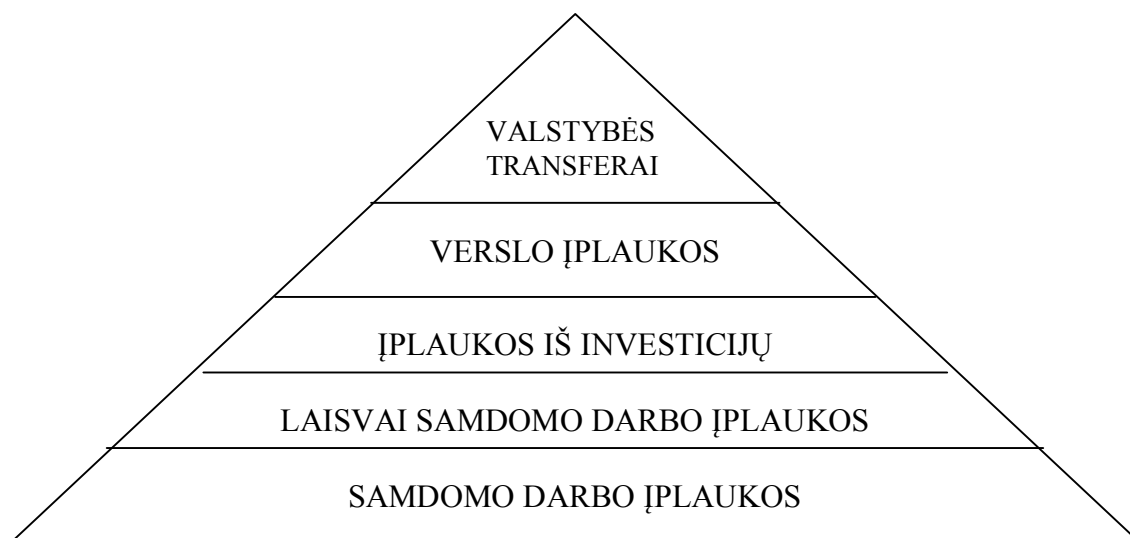 VALSTYBĖS
TRANSFERAI
VERSLO ĮPLAUKOS
ĮPLAUKOS IŠ INVESTICIJŲ
LAISVAI SAMDOMO DARBO ĮPLAUKOS
SAMDOMO DARBO ĮPLAUKOS